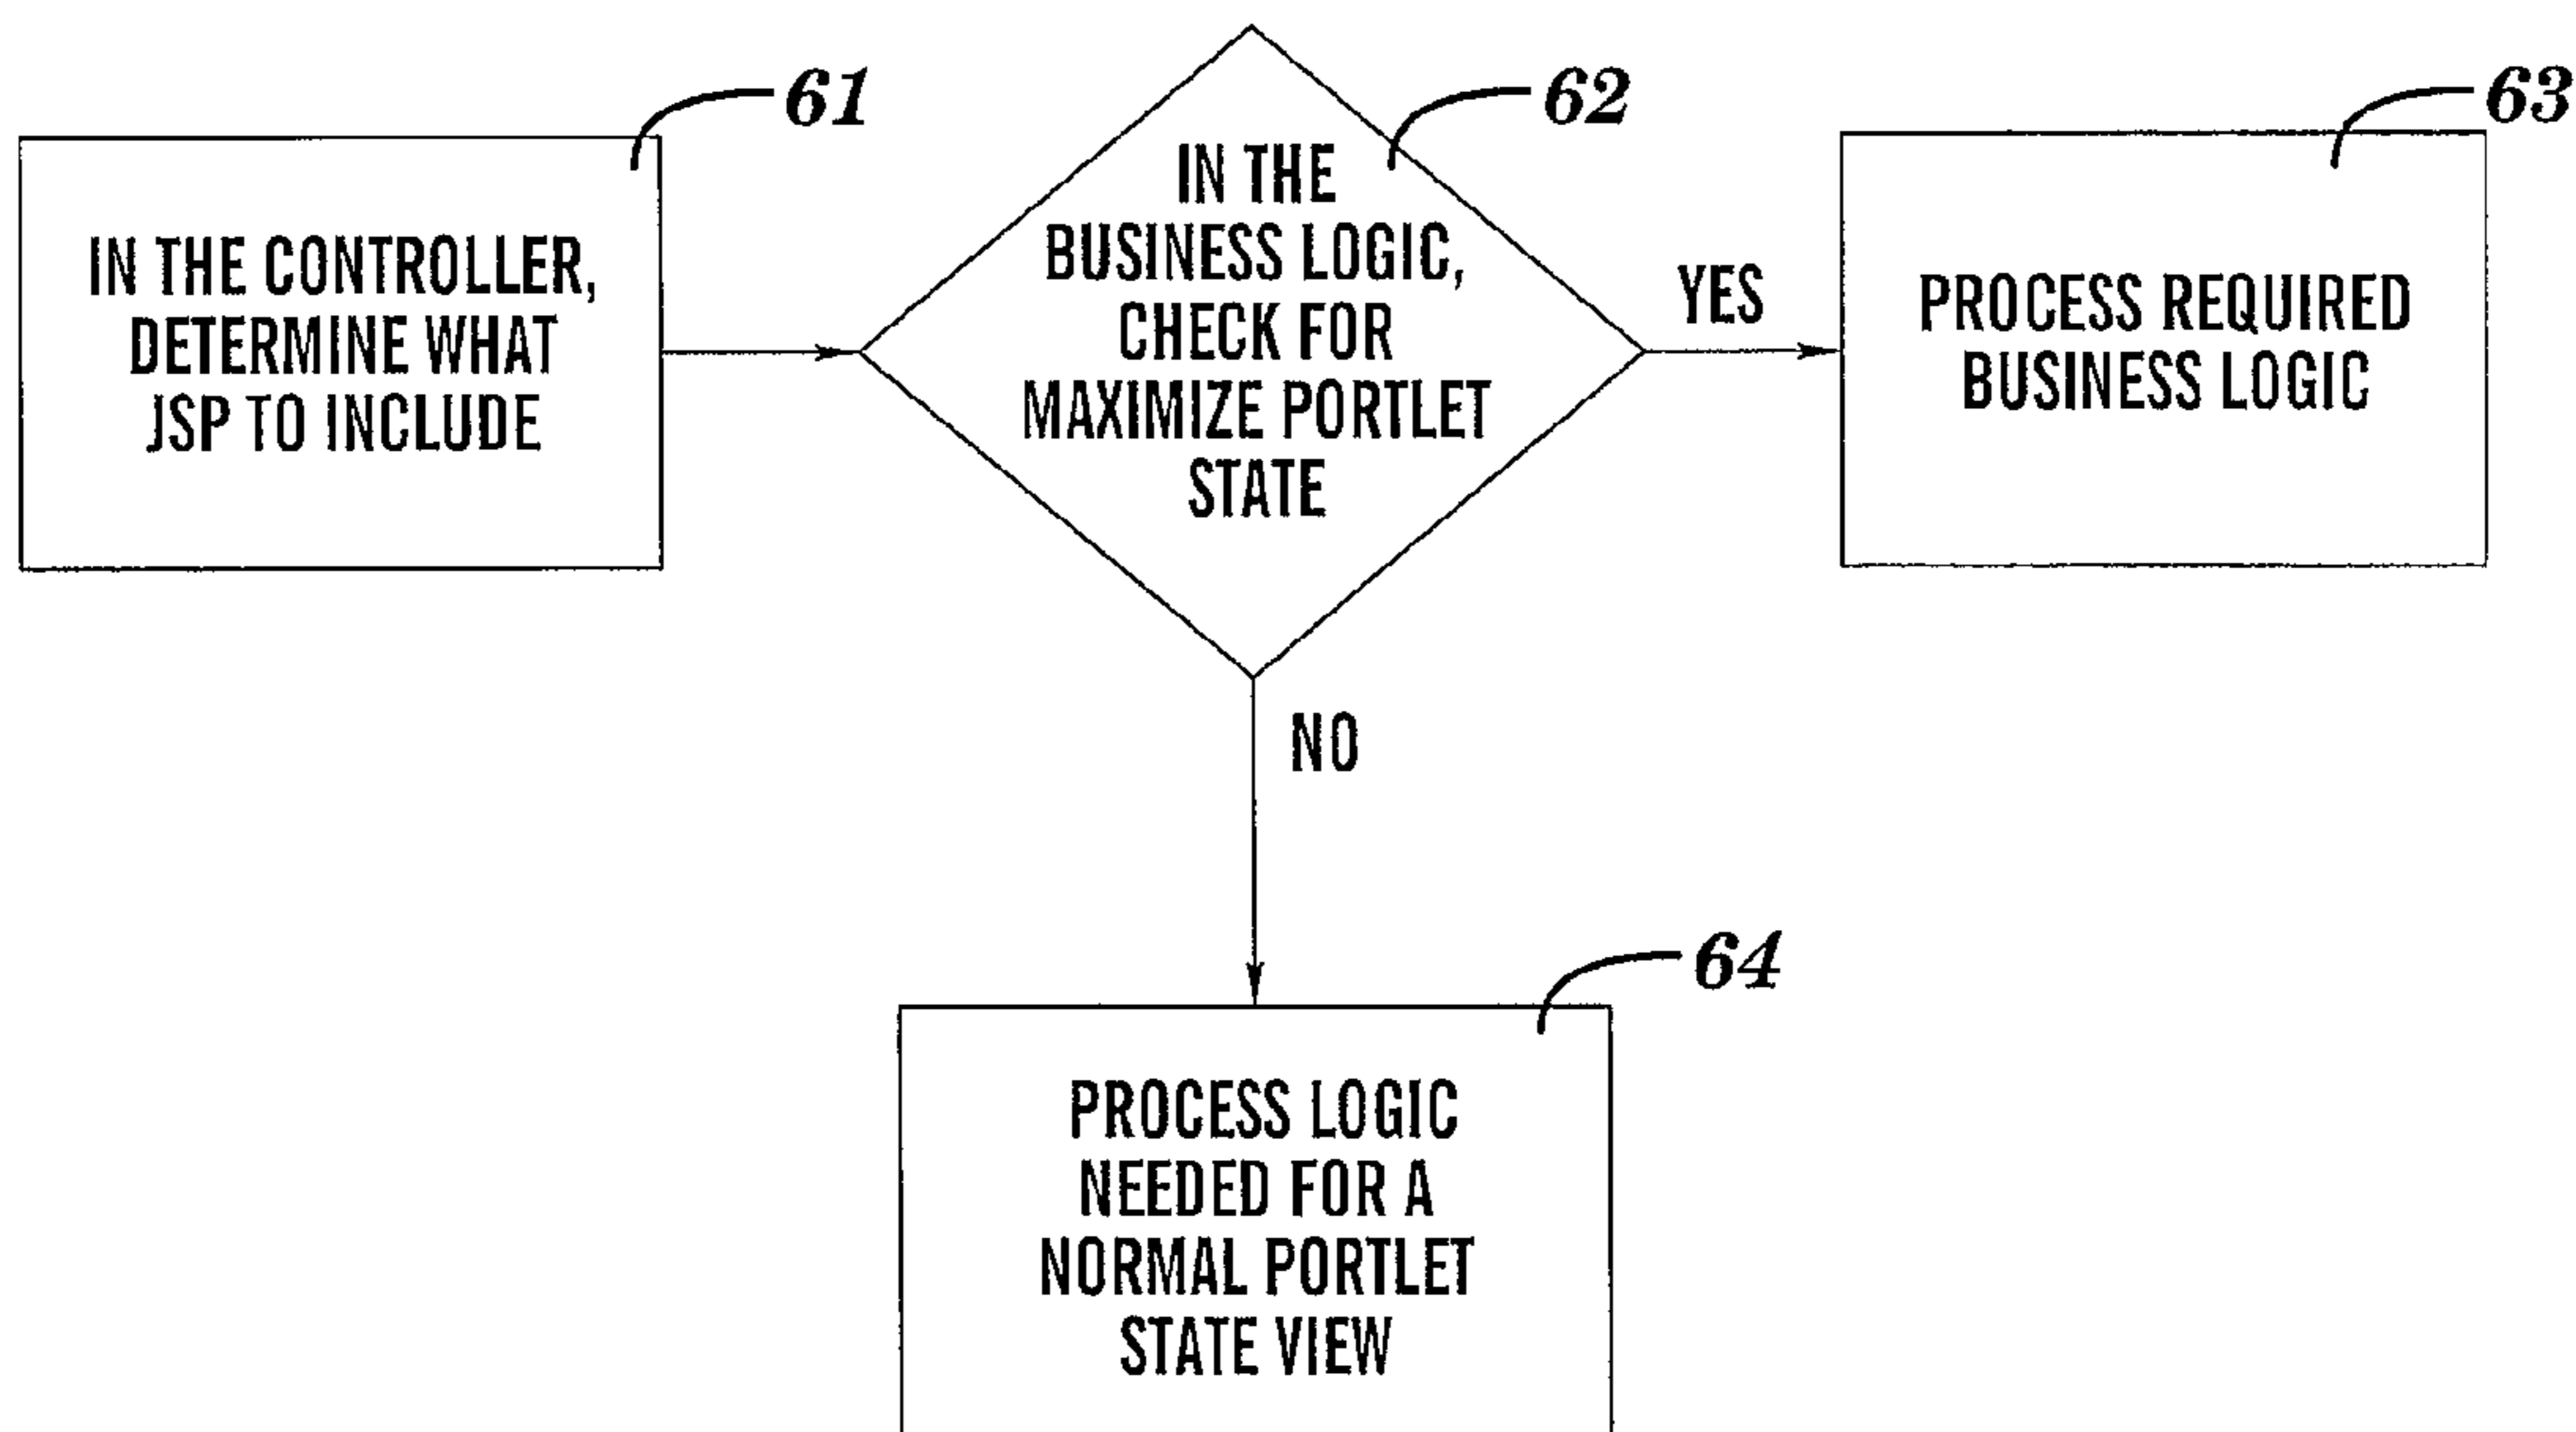 61
IN THE CONTROLLER,
DETERMINE WHAT
JSP TO INCLUDE
62
IN THE
BUSINESS LOGIC,
CHECK FOR
MAXIMIZE PORTLET
STATE
YES
63
PROCESS REQUIRED
BUSINESS LOGIC
NO
64
PROCESS LOGIC
NEEDED FOR A
NORMAL PORTLET
STATE VIEW